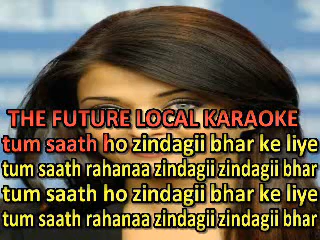 THE FUTURE LOCAL KARAOKE
tum saath ho zindagii bhar ke liye
tum saath rahanaa zindagii zindagii bhar
tum saath ho zindagii bhar ke liye
tum saath rahanaa zindagii zindagii bhar